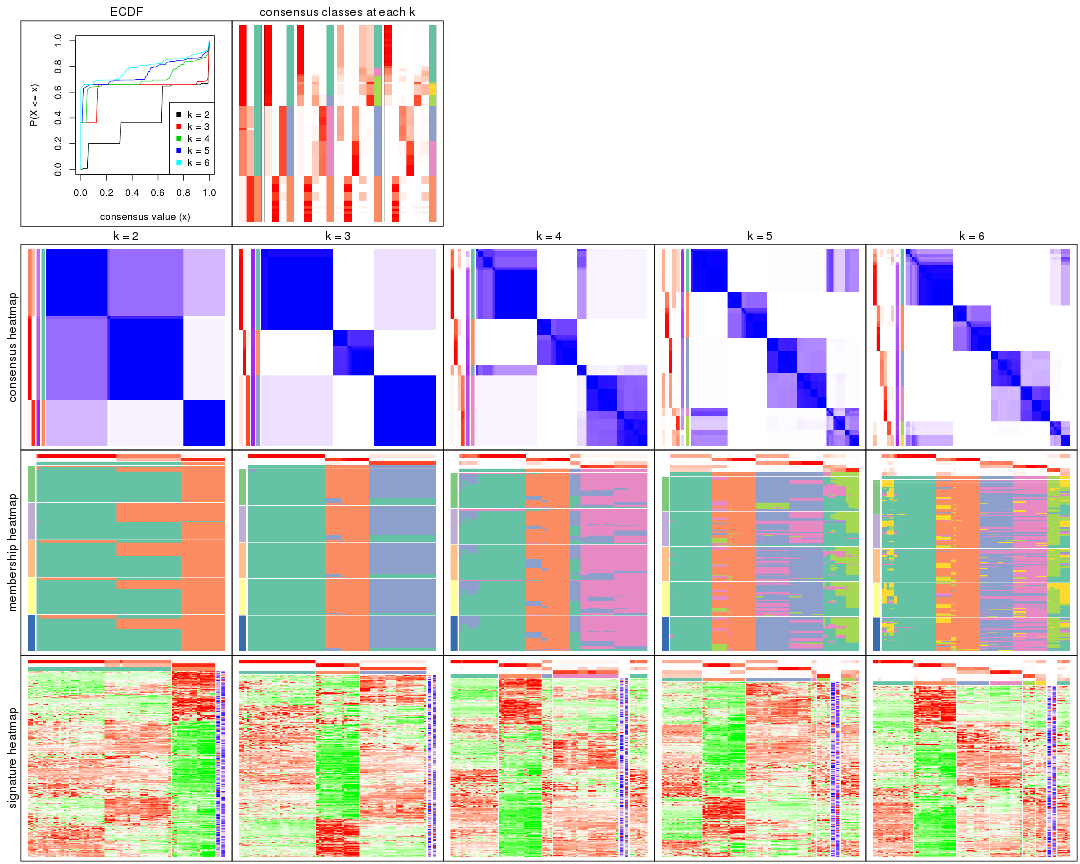 ECDF
consensus classes at each k
P(X <= x)
0.0 0.2 0.4 0.6 0.8 1.0
k = 2
k = 3
k = 4
k = 5
k = 6
0.0 0.2 0.4 0.6 0.8 1.0
consensus value (x)
k = 2
k = 3
k = 4
k = 5
k = 6
consensus heatmap
membership heatmap
signature heatmap